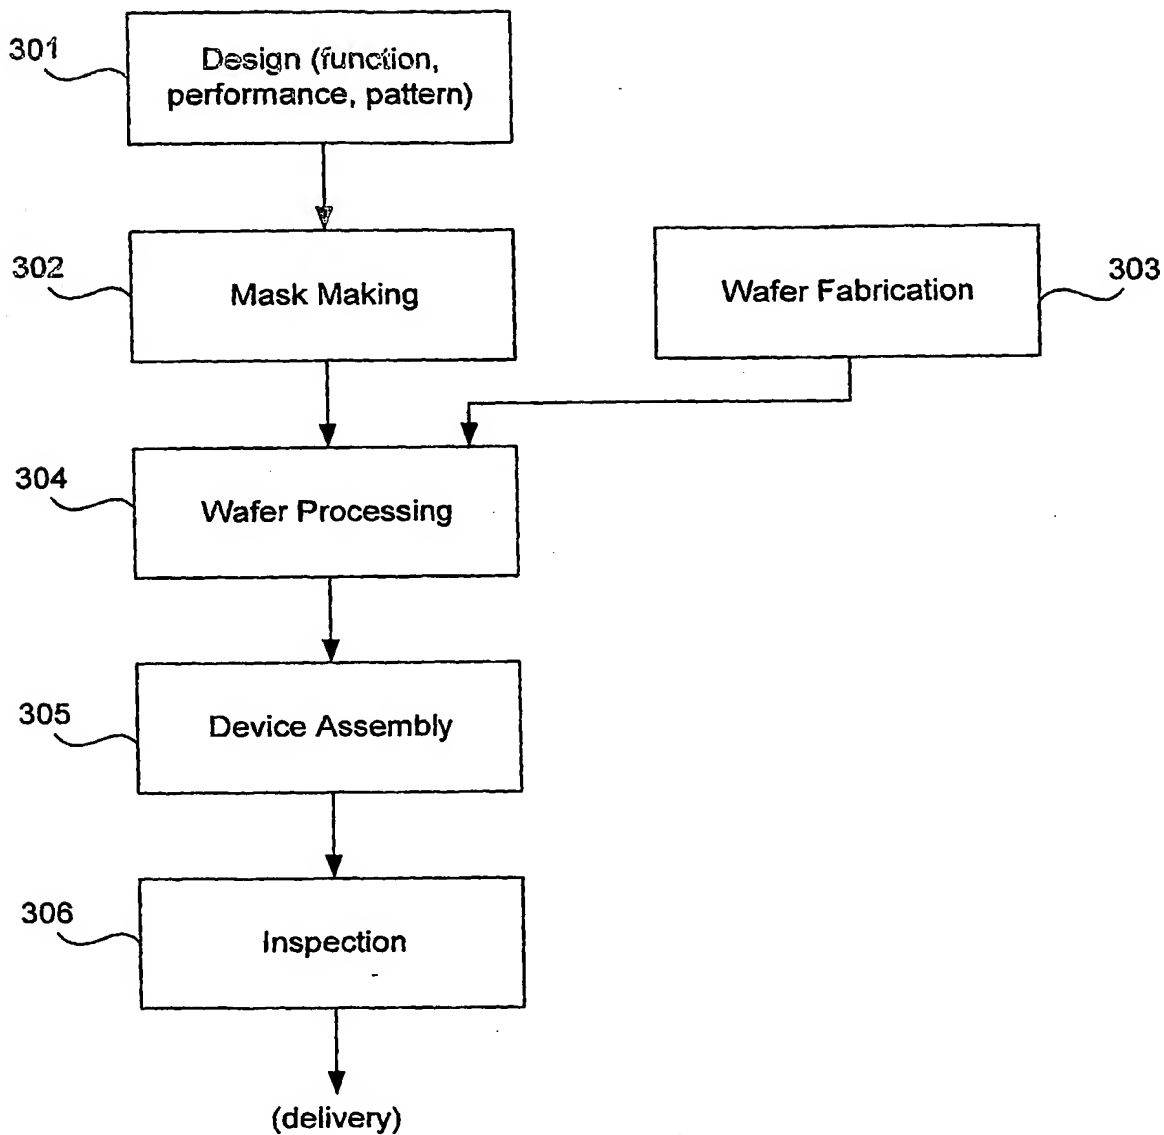 301
Design (function,
performance, pattern)
302
Mask Making
Wafer Fabrication
303
304
Wafer Processing
305
Device Assembly
306
Inspection
(delivery)